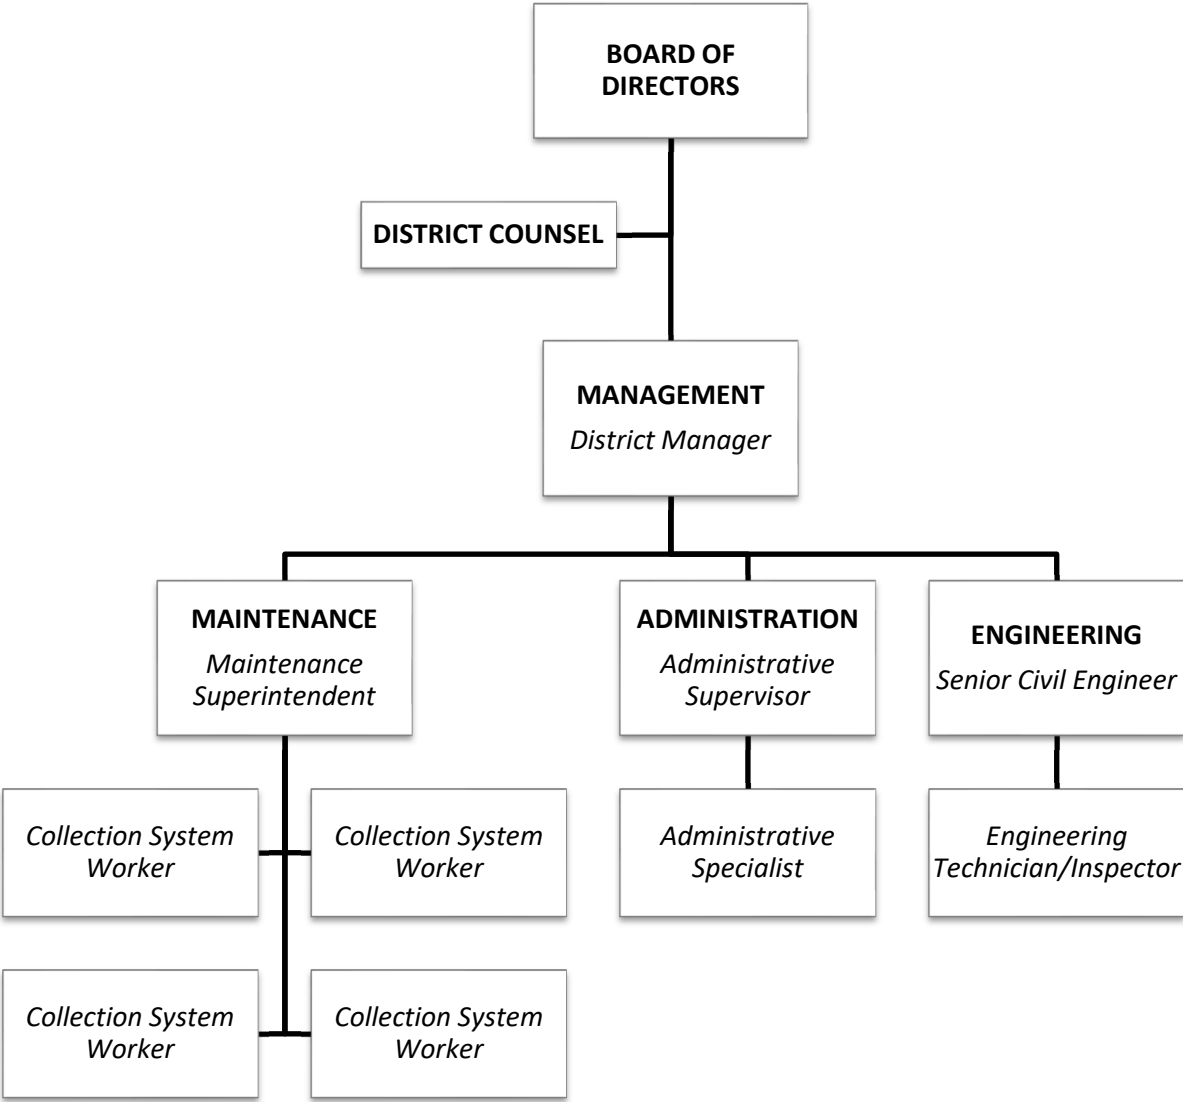 BOARD OF
DIRECTORS
DISTRICT COUNSEL
MANAGEMENT
District Manager
MAINTENANCE
Maintenance
Superintendent
ADMINISTRATION
Administrative
Supervisor
ENGINEERING
Senior Civil Engineer
Collection System
Worker
Collection System
Worker
Administrative
Specialist
Engineering
Technician/Inspector
Collection System
Worker
Collection System
Worker